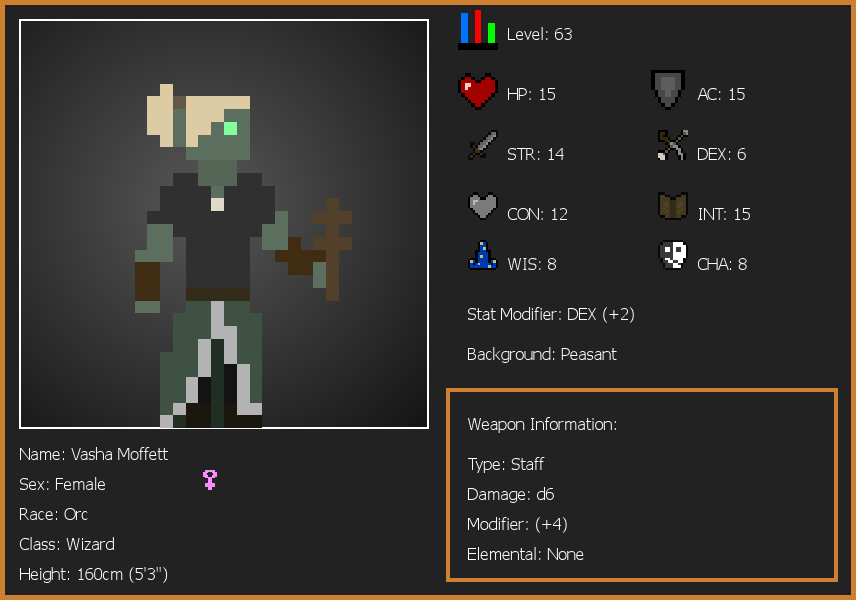 Level: 63
HP: 15
AC: 15
STR: 14
DEX: 6
CON: 12
INT: 15
WIS: 8
CHA: 8
Stat Modifier: DEX (+2)
Background: Peasant
Weapon Information:
Type: Staff
Damage: d6
Modifier: (+4)
Elemental: None
Name: Vasha Moffett
Sex: Female
Race: Orc
Class: Wizard
Height: 160cm (5'3")